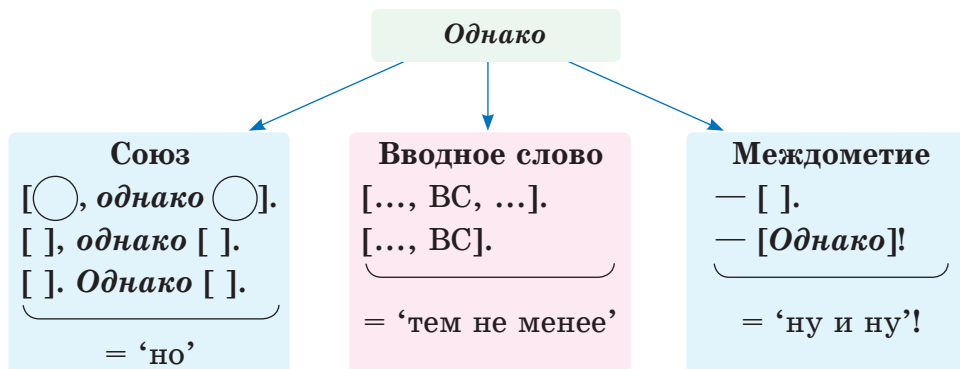 Однако
Союз
[◯, однако ◯].
[ ], однако [ ].
[ ]. Однако [ ].
= ‘но’
Вводное слово
[..., ВС, ...].
[..., ВС].
= ‘тем не менее’
Междометие
— [ ].
— [Однако]!
= ‘ну и ну’!